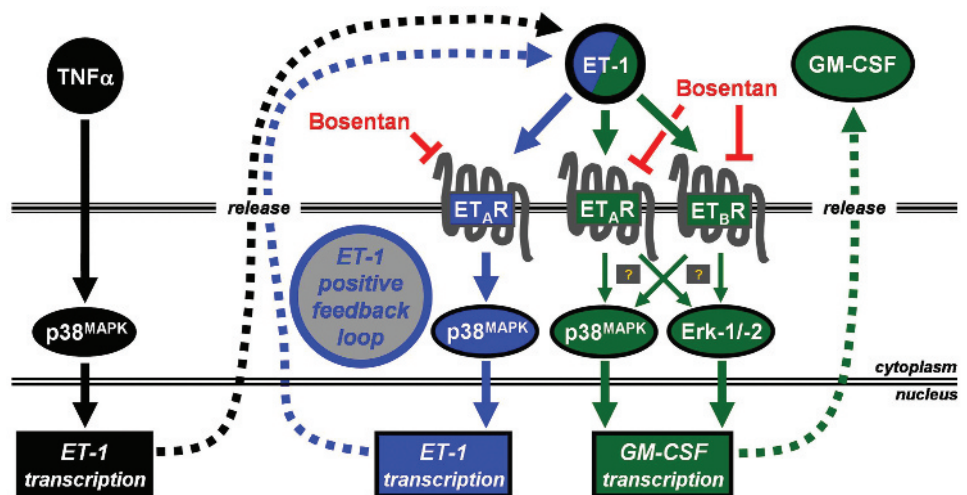 TNFα
ET-1
GM-CSF
Bosentan
Bosentan
release
ETAR
ETAR
ETBR
release
ET-1
positive
feedback
loop
?
?
p38MAPK
p38MAPK
p38MAPK
Erk-1/-2
cytoplasm
nucleus
ET-1
transcription
ET-1
transcription
GM-CSF
transcription